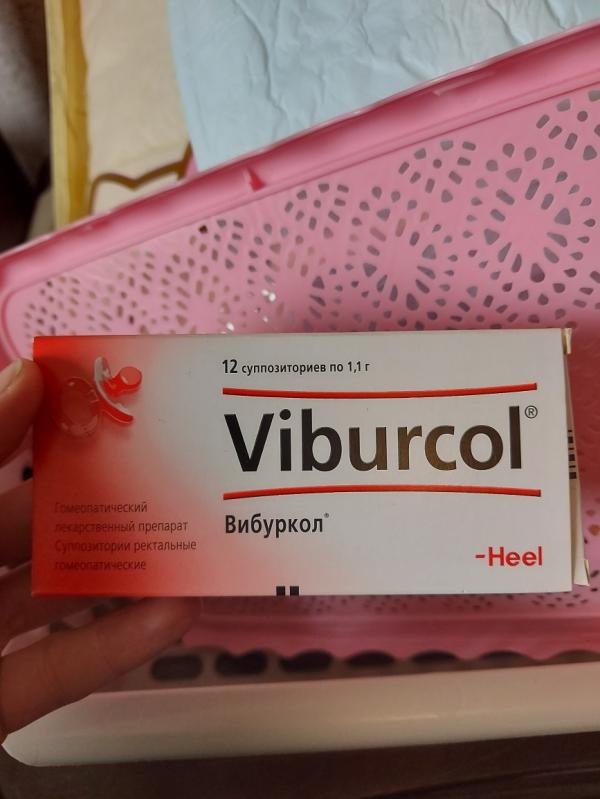 12 суппозиториев по 1,1 г
Viburcol®
Вибуркол®
Гомеопатический
лекарственный препарат
Суппозитории ректальные
гомеопатические
-Heel